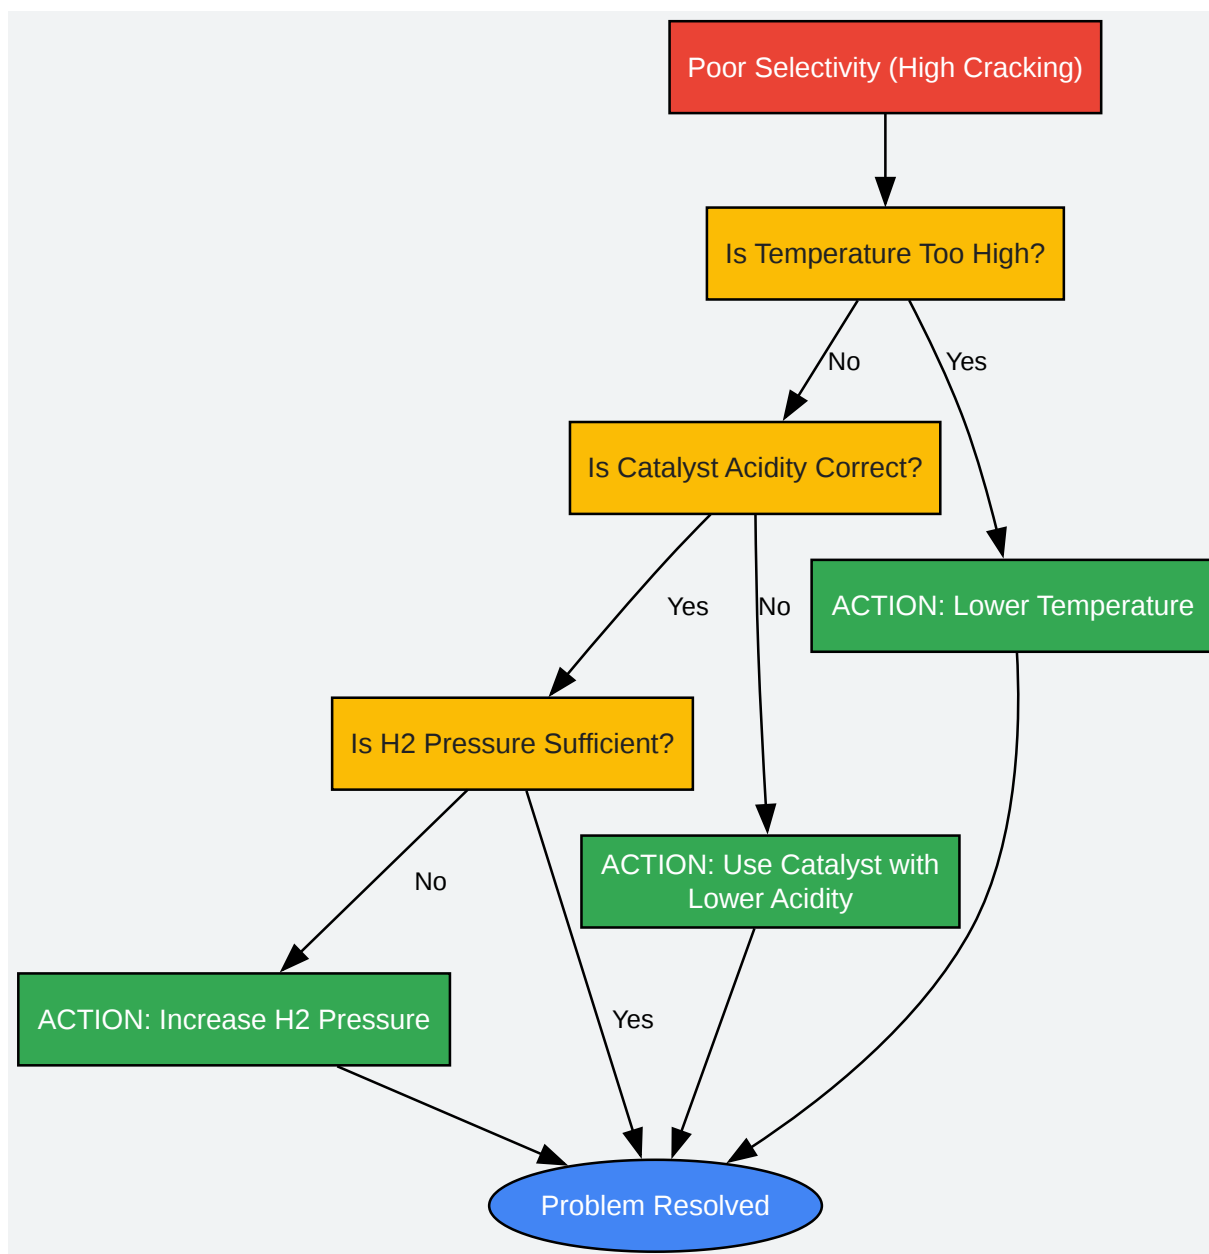 Poor Selectivity (High Cracking)
Is Temperature Too High?
No
Yes
Is Catalyst Acidity Correct?
Yes
No
ACTION: Lower Temperature
Is H2 Pressure Sufficient?
No
ACTION: Use Catalyst with
Lower Acidity
ACTION: Increase H2 Pressure
Yes
Problem Resolved